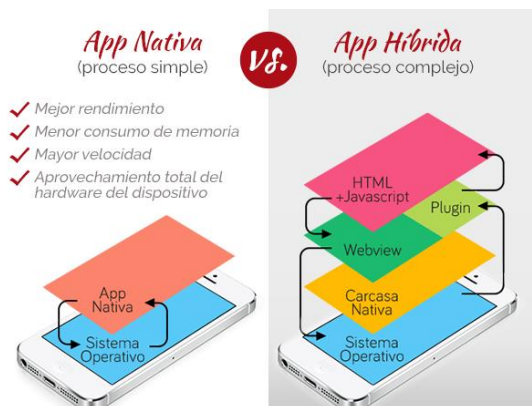 App Nativa
(proceso simple)
Mejor rendimiento
Menor consumo de memoria
Mayor velocidad
Aprovechamiento total del
hardware del dispositivo
App
Nativa
Sistema
Operativo
VS.
App Híbrida
(proceso complejo)
HTML
+Javascript
Plugin
Webview
Carcasa
Nativa
Sistema
Operativo